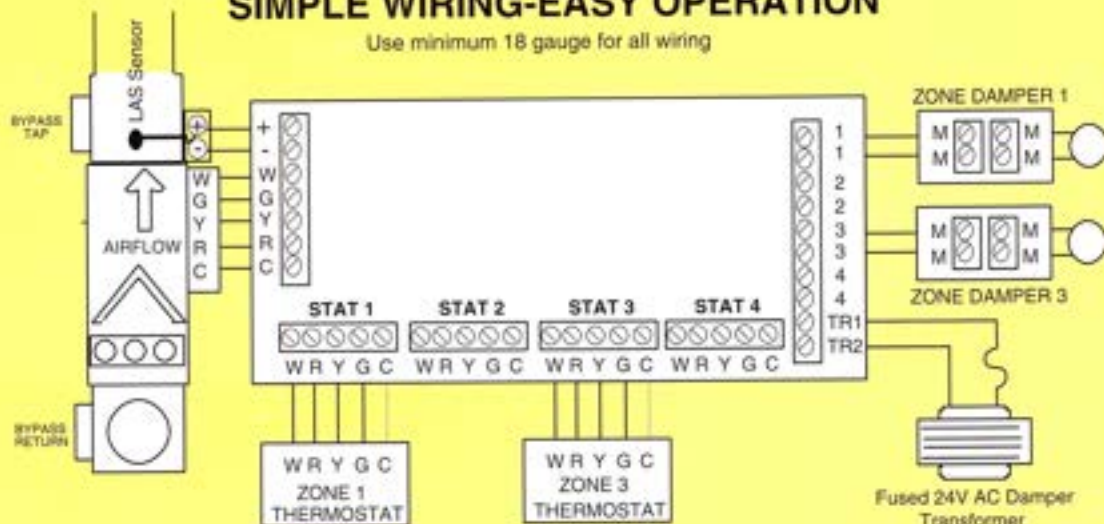 SIMPLE WIRING-EASY OPERATION
Use minimum 18 gauge for all wiring
LAS Sensor
BYPASS
TAP
+
-
W
G
Y
R
C
AIRFLOW
BYPASS
RETURN
+
-
W
G
Y
R
C
STAT 1
W R Y G C
STAT 2
W R Y G C
STAT 3
W R Y G C
STAT 4
W R Y G C
1
1
2
2
3
3
4
4
TR1
TR2
ZONE DAMPER 1
M M
M M
M M
M M
ZONE DAMPER 3
W R Y G C
ZONE 1
THERMOSTAT
W R Y G C
ZONE 3
THERMOSTAT
Fused 24V AC Damper
Transformer